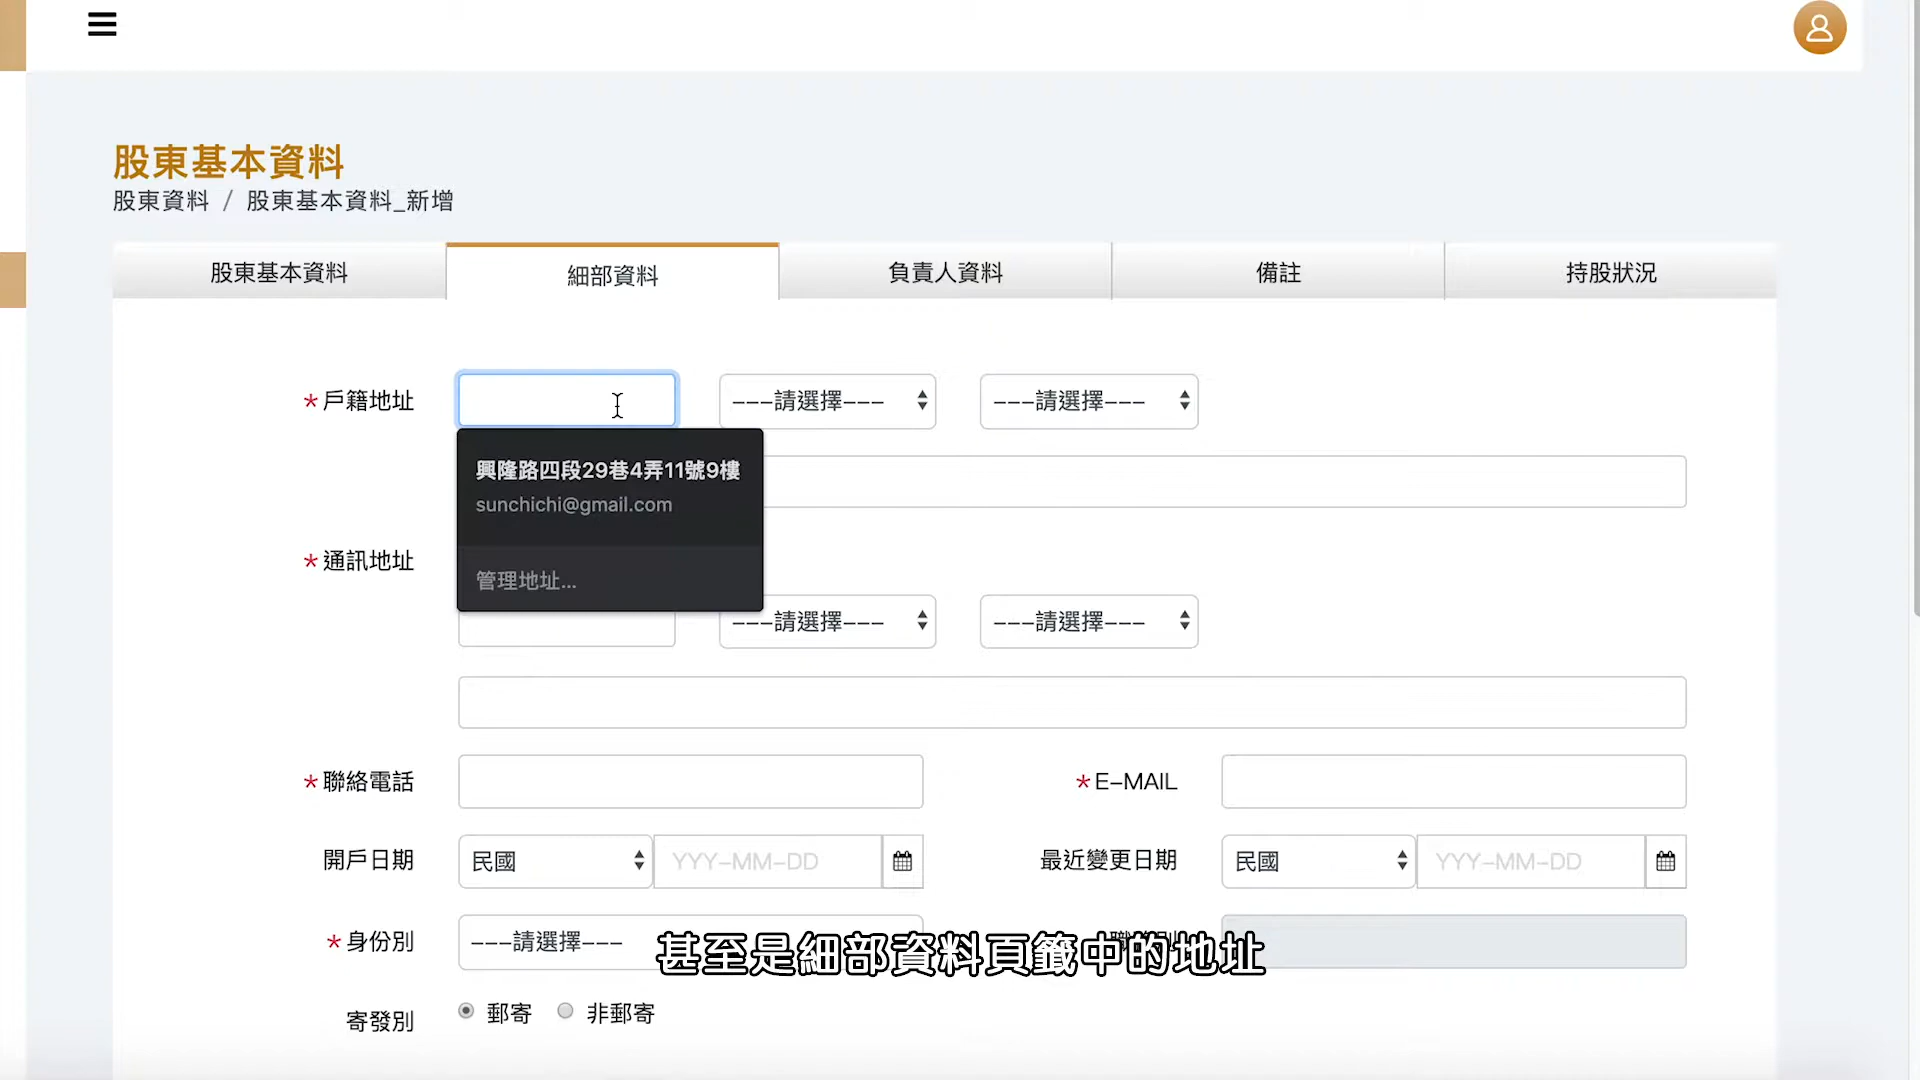 股東基本資料
股東資料 / 股東基本資料_新增
股東基本資料
細部資料
負責人資料
備註
持股狀況
*戶籍地址
---請選擇---
---請選擇---
興隆路四段29巷4弄11號9樓
sunchichi@gmail.com
管理地址...
*通訊地址
---請選擇---
---請選擇---
*聯絡電話
*E-MAIL
開戶日期
民國
YYY-MM-DD
最近變更日期
民國
YYY-MM-DD
*身份別
---請選擇---
甚至是細部資料頁籤中的地址
寄發別
郵寄
非郵寄